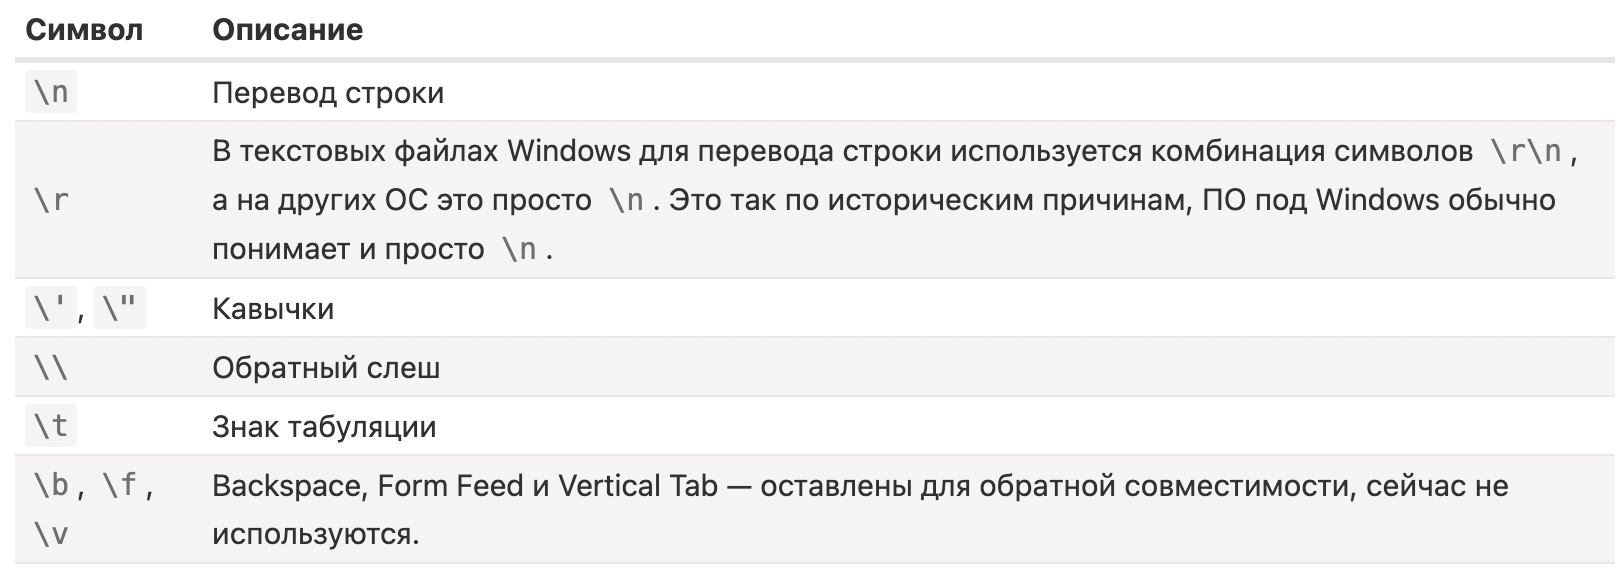 Символ Описание
\n Перевод строки
В текстовых файлах Windows для перевода строки используется комбинация символов \r\n ,
\r а на других ОС это просто \n . Это так по историческим причинам, ПО под Windows обычно
понимает и просто \n .
\', \" Кавычки
\\ Обратный слеш
\t Знак табуляции
\b , \f , Backspace, Form Feed и Vertical Tab — оставлены для обратной совместимости, сейчас не
\v используются.